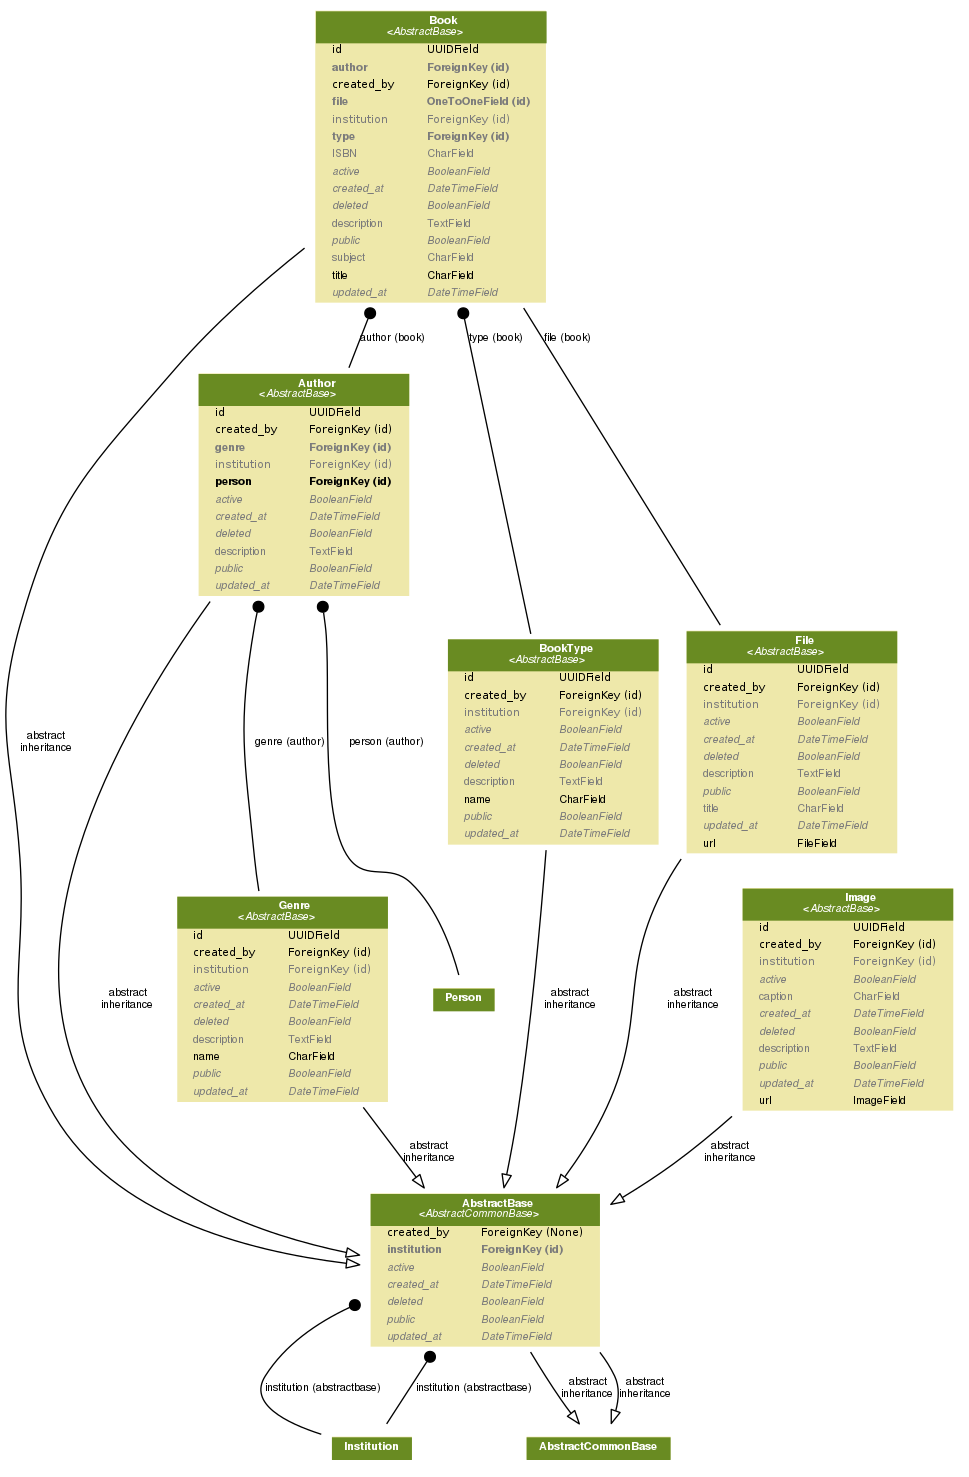 Book
<AbstractBase>
id UUIDField
author ForeignKey (id)
created_by ForeignKey (id)
file OneToOneField (id)
institution ForeignKey (id)
type ForeignKey (id)
ISBN CharField
active BooleanField
created_at DateTimeField
deleted BooleanField
description TextField
public BooleanField
subject CharField
title CharField
updated_at DateTimeField
author (book)
type (book)
file (book)
Author
<AbstractBase>
id UUIDField
created_by ForeignKey (id)
genre ForeignKey (id)
institution ForeignKey (id)
person ForeignKey (id)
active BooleanField
created_at DateTimeField
deleted BooleanField
description TextField
public BooleanField
updated_at DateTimeField
BookType
<AbstractBase>
id UUIDField
created_by ForeignKey (id)
institution ForeignKey (id)
active BooleanField
created_at DateTimeField
deleted BooleanField
description TextField
name CharField
public BooleanField
updated_at DateTimeField
File
<AbstractBase>
id UUIDField
created_by ForeignKey (id)
institution ForeignKey (id)
active BooleanField
created_at DateTimeField
deleted BooleanField
description TextField
public BooleanField
title CharField
updated_at DateTimeField
url FileField
abstract
inheritance
genre (author)
person (author)
Genre
<AbstractBase>
id UUIDField
created_by ForeignKey (id)
institution ForeignKey (id)
active BooleanField
created_at DateTimeField
deleted BooleanField
description TextField
name CharField
public BooleanField
updated_at DateTimeField
Person
Image
<AbstractBase>
id UUIDField
created_by ForeignKey (id)
institution ForeignKey (id)
active BooleanField
caption CharField
created_at DateTimeField
deleted BooleanField
description TextField
public BooleanField
updated_at DateTimeField
url ImageField
abstract
inheritance
abstract
inheritance
abstract
inheritance
abstract
inheritance
abstract
inheritance
AbstractBase
<AbstractCommonBase>
created_by ForeignKey (None)
institution ForeignKey (id)
active BooleanField
created_at DateTimeField
deleted BooleanField
public BooleanField
updated_at DateTimeField
institution (abstractbase)
institution (abstractbase)
abstract
inheritance
abstract
inheritance
Institution
AbstractCommonBase